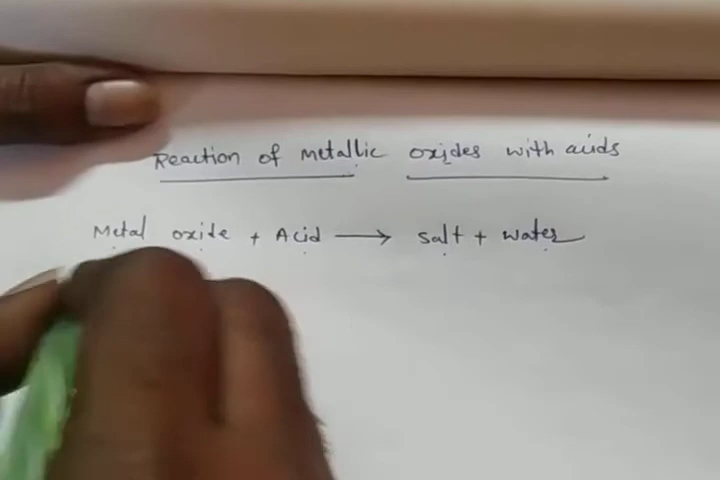 Reaction of metallic oxides with acids
Metal oxide + Acid ⟶ salt + water